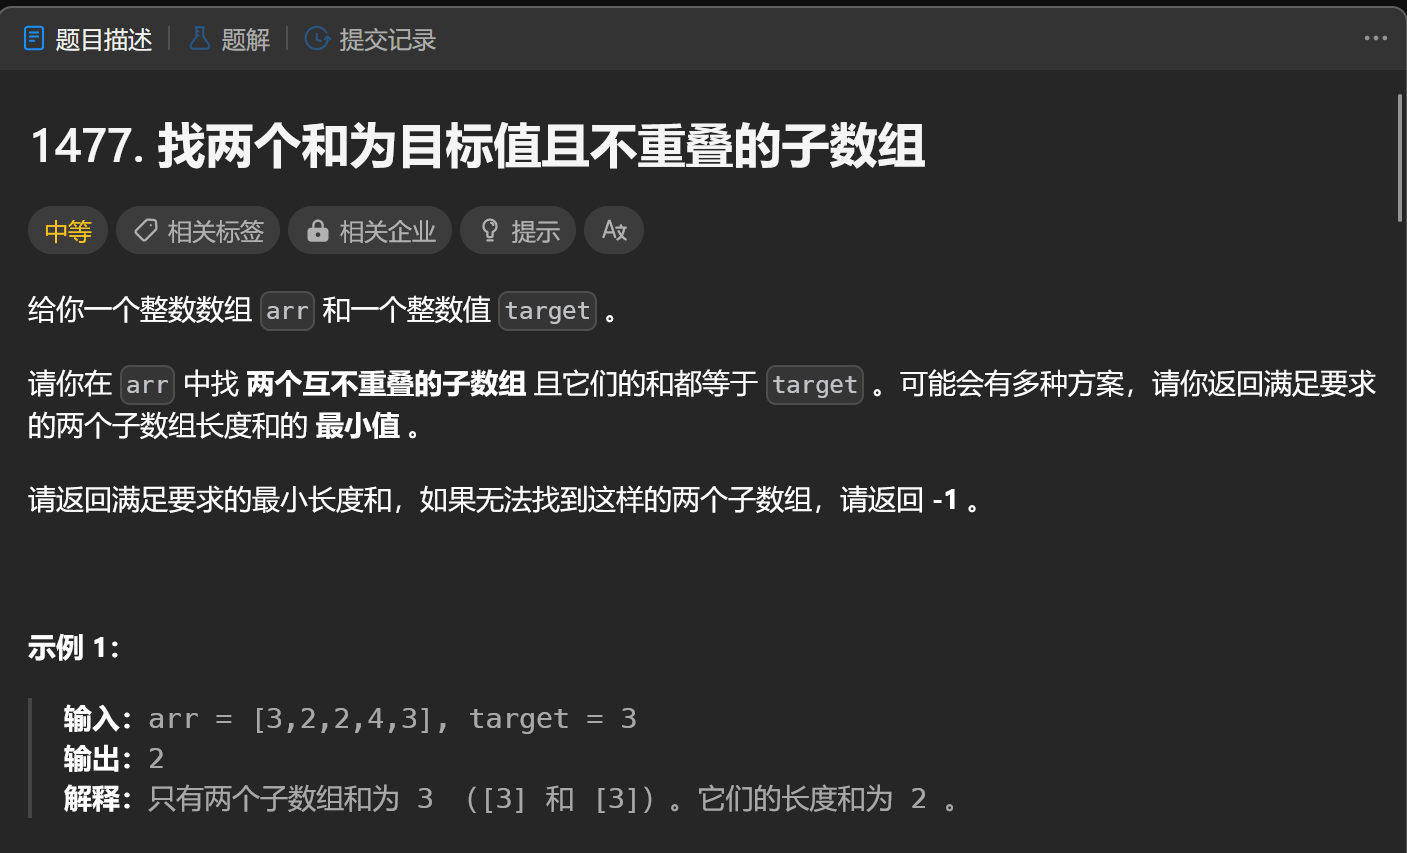 题目描述 题解 提交记录
1477. 找两个和为目标值且不重叠的子数组
中等 相关标签 相关企业 提示
给你一个整数数组 arr 和一个整数值 target 。
请你在 arr 中找 两个互不重叠的子数组 且它们的和都等于 target 。可能会有多种方案，请你返回满足要求
的两个子数组长度和的 最小值 。
请返回满足要求的最小长度和，如果无法找到这样的两个子数组，请返回 -1 。
示例 1：
输入：arr = [3,2,2,4,3], target = 3
输出：2
解释：只有两个子数组和为 3 （[3] 和 [3]）。它们的长度和为 2 。